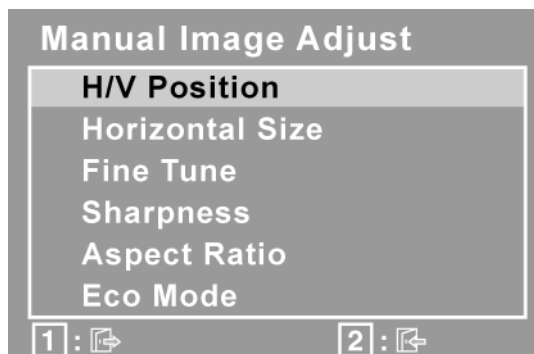 Manual Image Adjust
H/V Position
Horizontal Size
Fine Tune
Sharpness
Aspect Ratio
Eco Mode
1 : 2 :